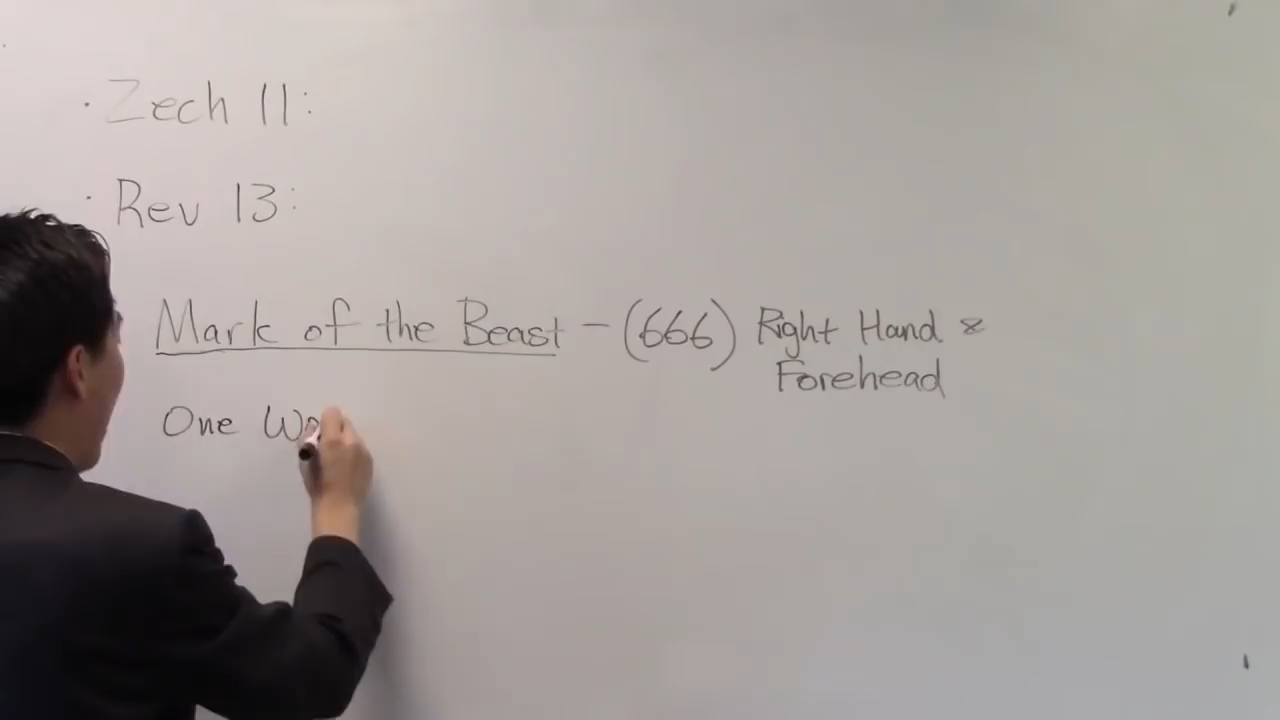 · Zech 11:
· Rev 13:
Mark of the Beast - (666) Right Hand &
Forehead
One